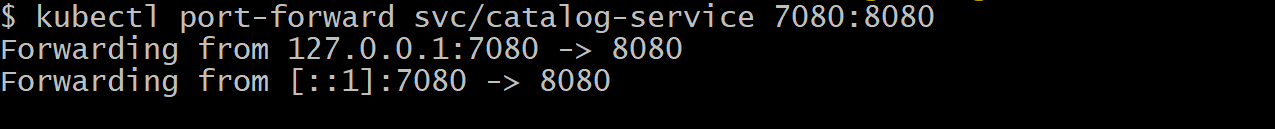 $ kubectl port-forward svc/catalog-service 7080:8080
Forwarding from 127.0.0.1:7080 -> 8080
Forwarding from [::1]:7080 -> 8080